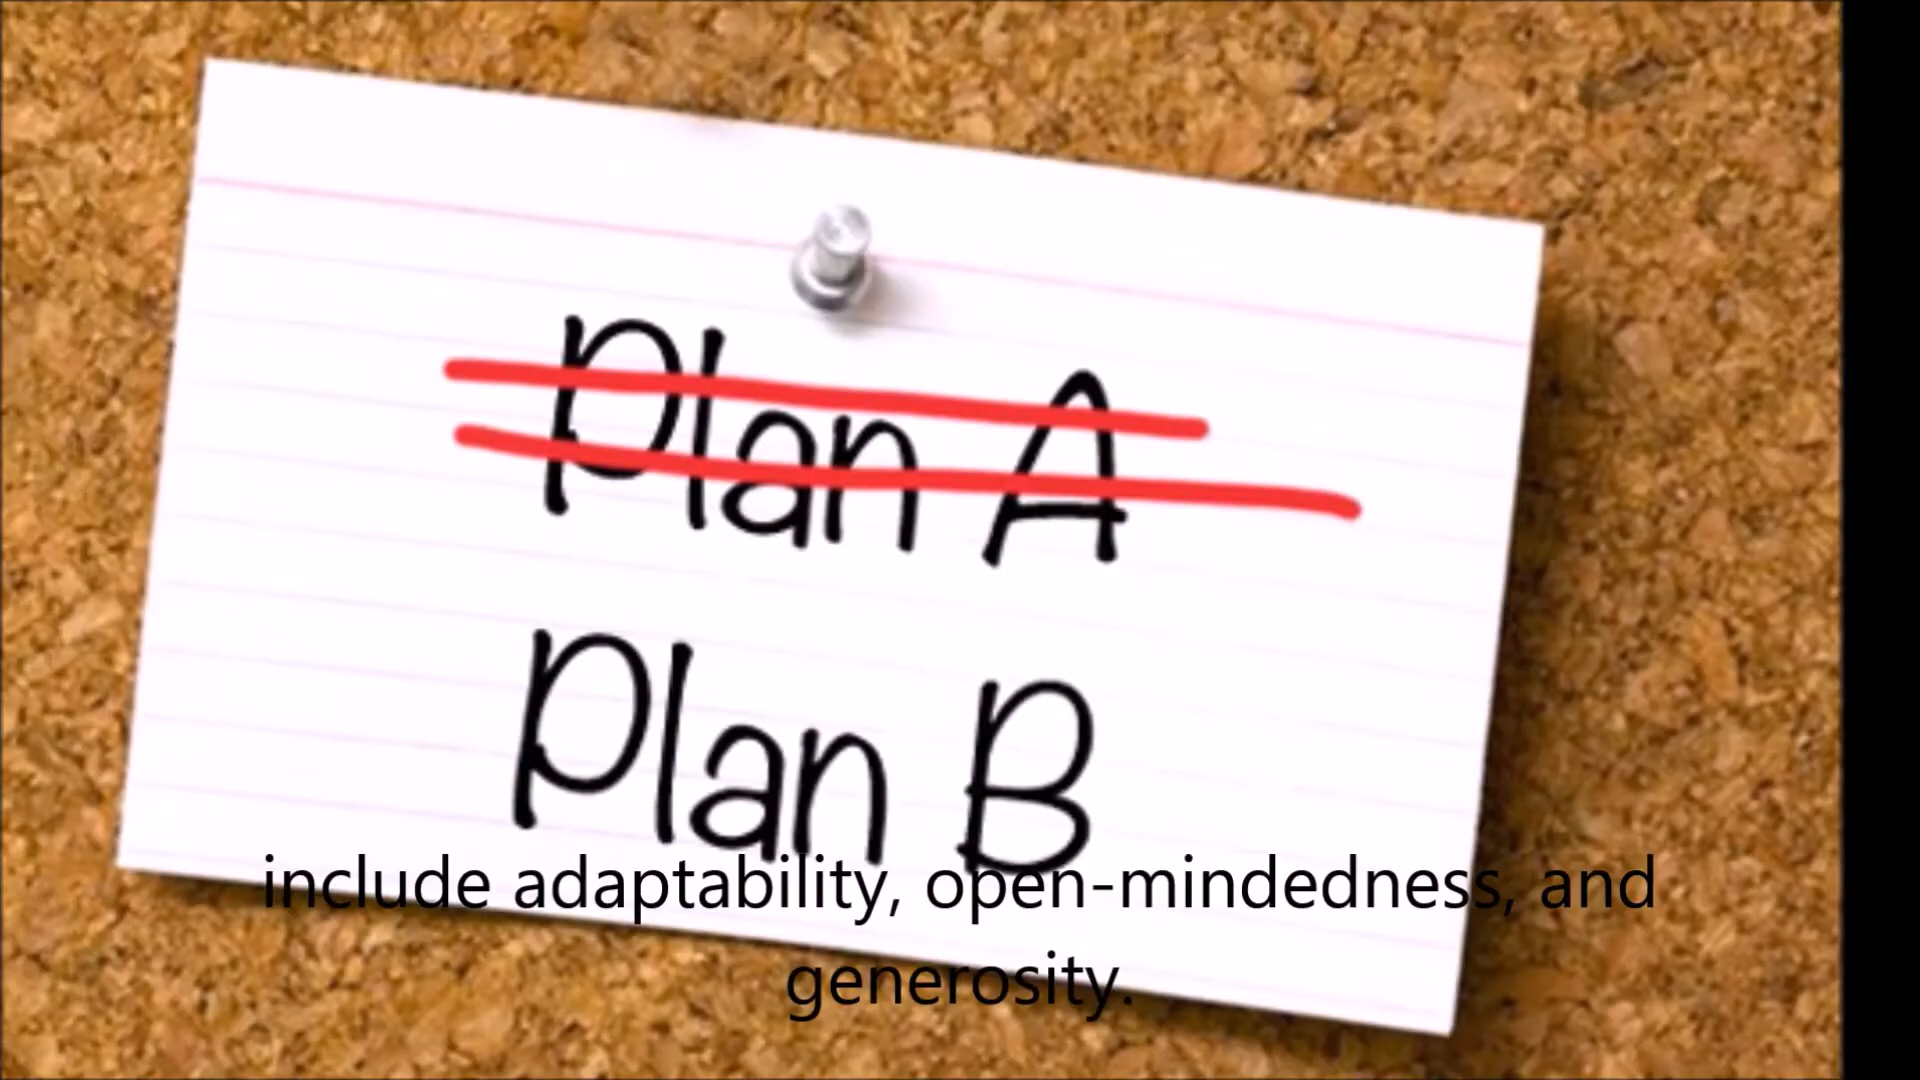 Plan A
Plan B
include adaptability, open-mindedness, and
generosity.